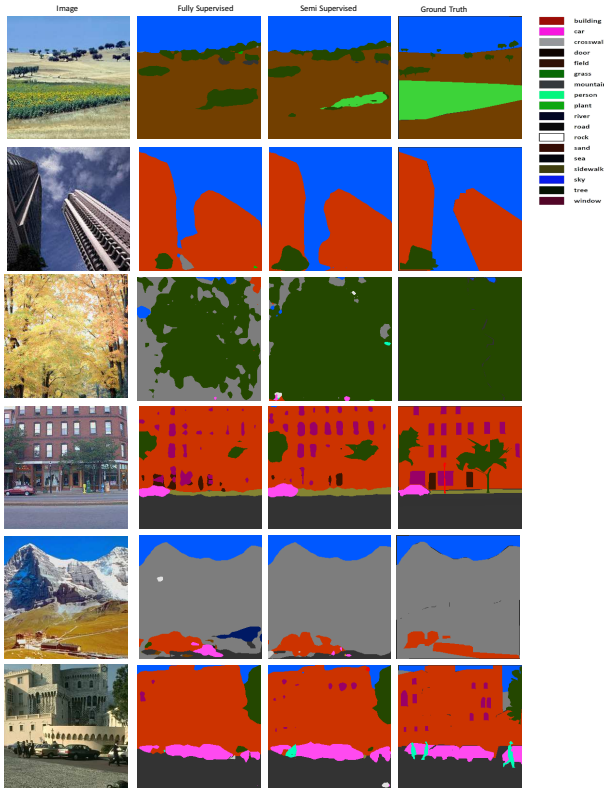 Image Fully Supervised Semi Supervised Ground Truth
building
car
crosswal
door
field
grass
mountain
person
plant
river
road
rock
sand
sea
sidewalk
sky
tree
window